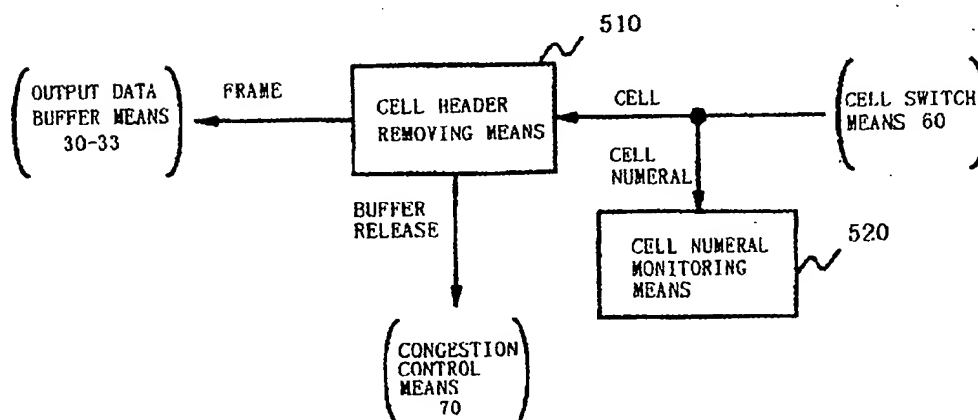 510
OUTPUT DATA
BUFFER MEANS
30-33
FRAME
CELL HEADER
REMOVING MEANS
CELL
CELL SWITCH
MEANS 60
CELL
NUMERAL
BUFFER
RELEASE
520
CELL NUMERAL
MONITORING
MEANS
CONGESTION
CONTROL
MEANS
70